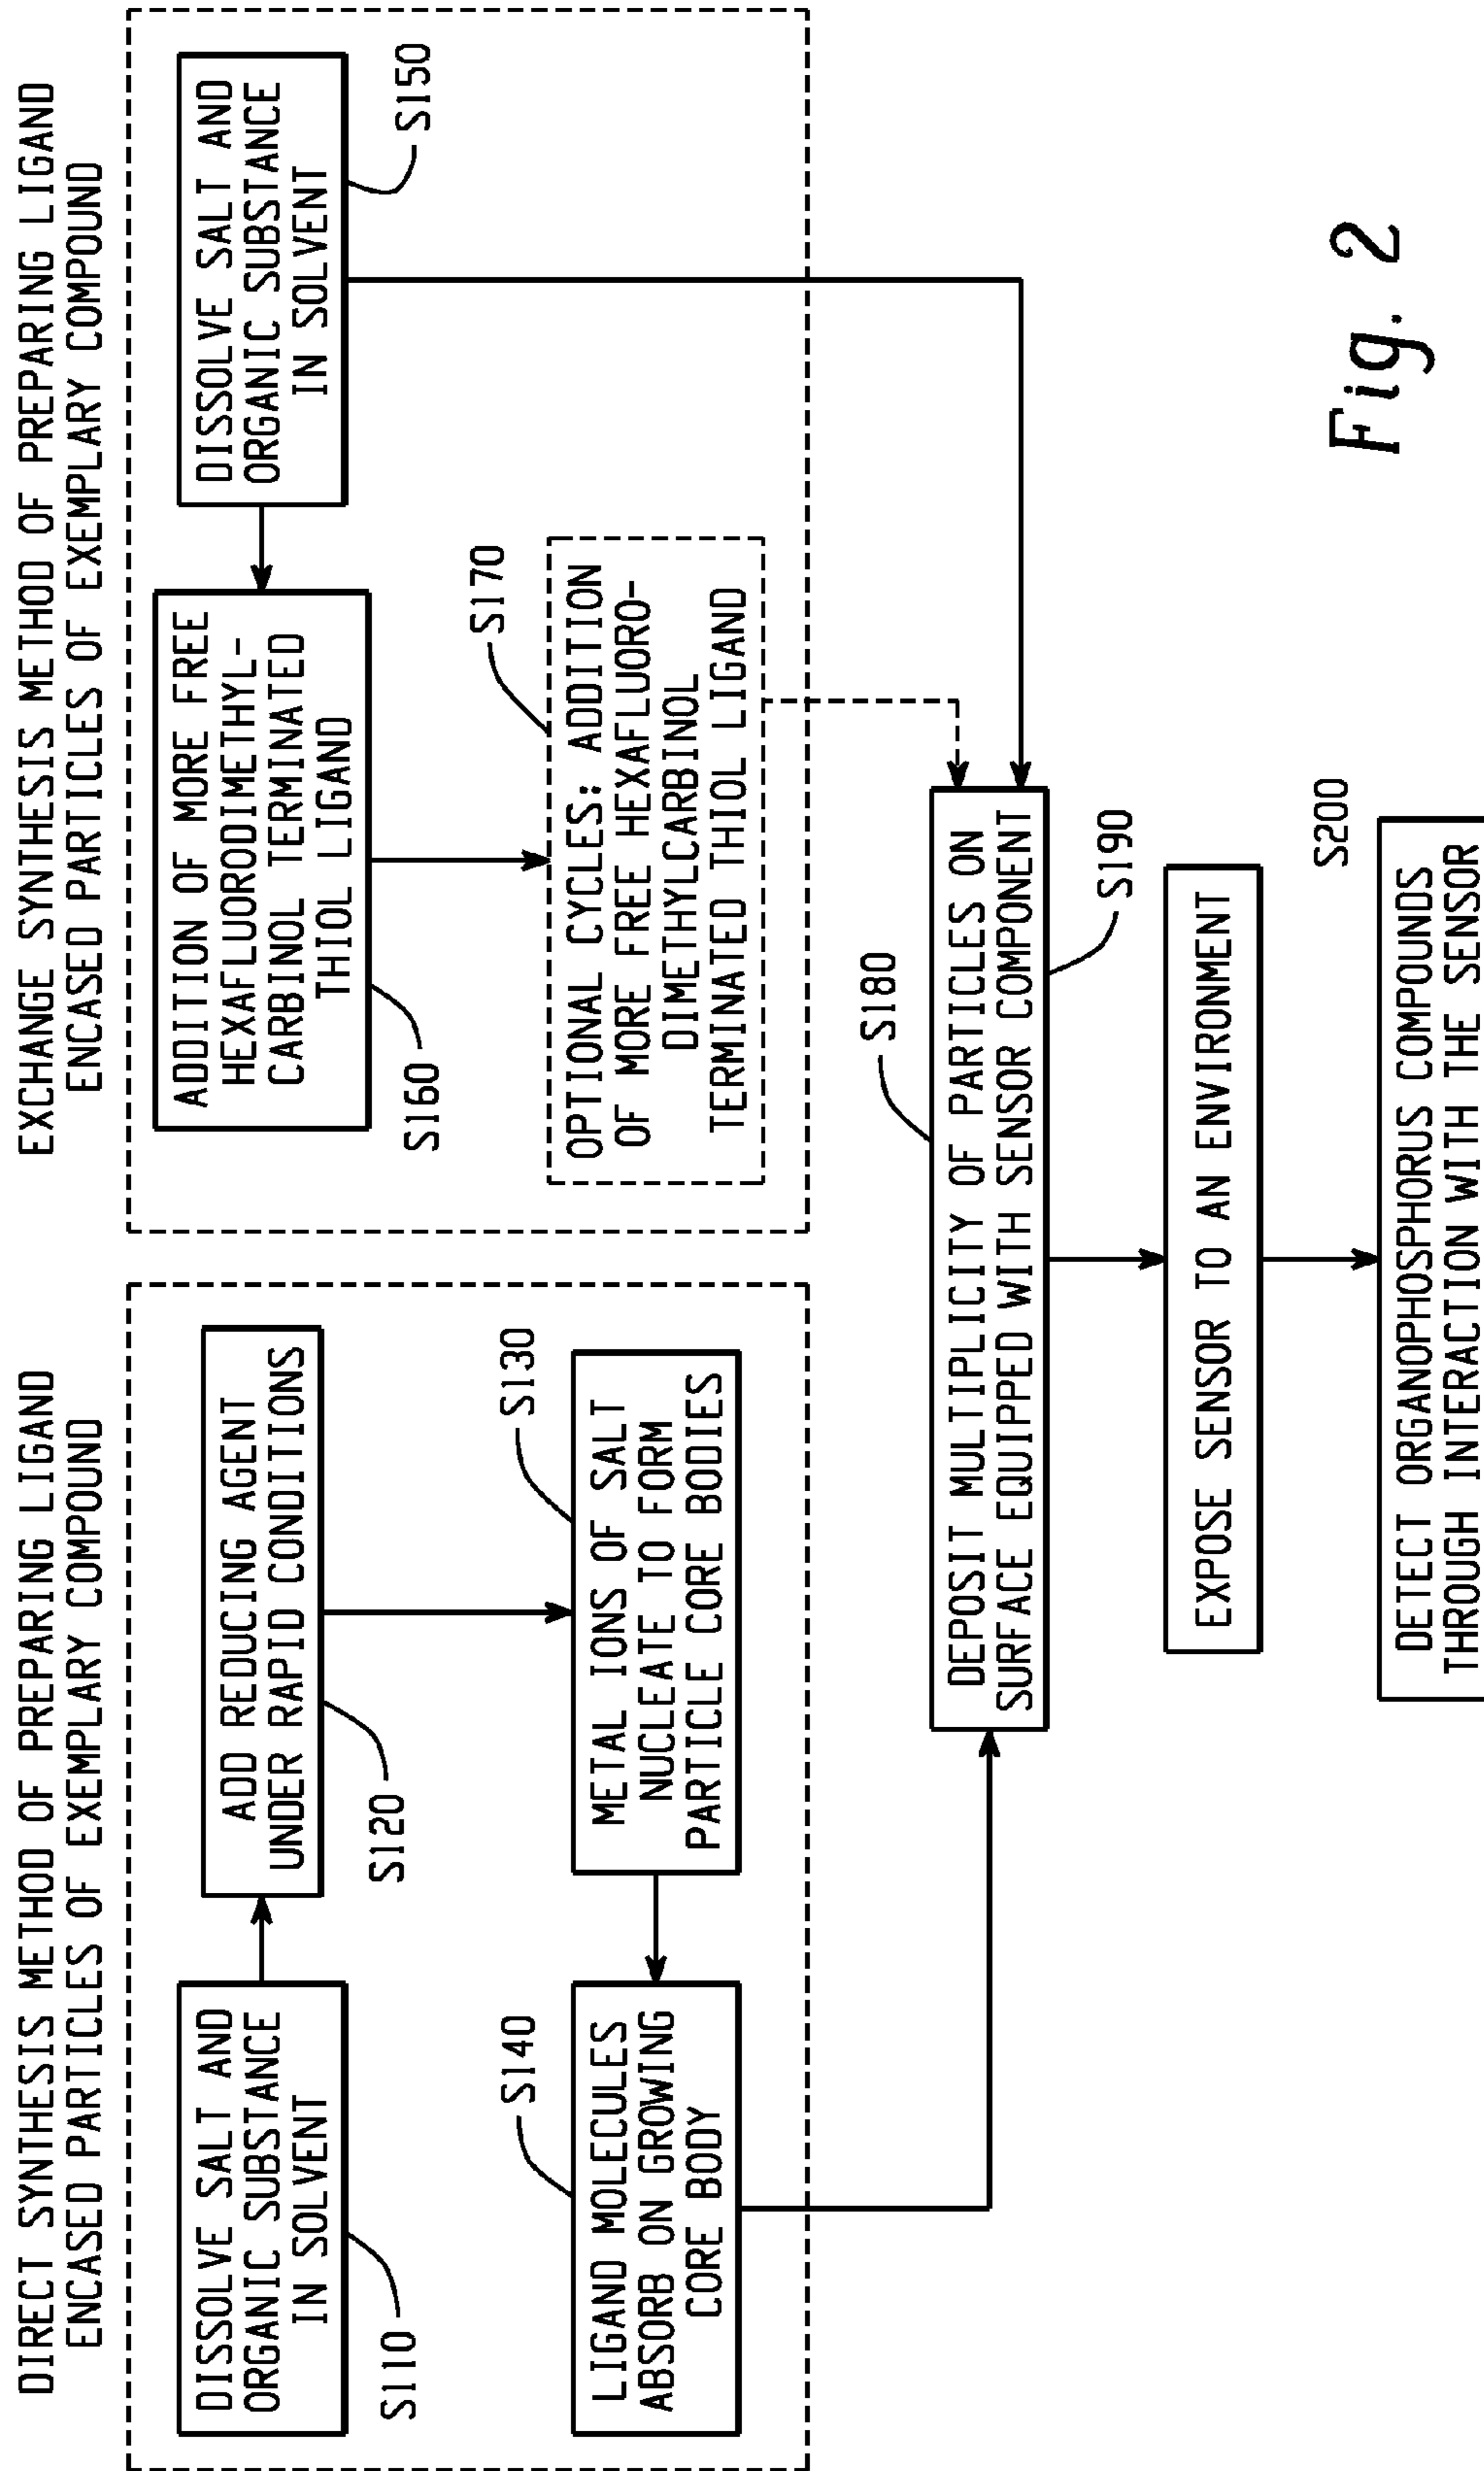 DIRECT SYNTHESIS METHOD OF PREPARING LIGAND
ENCASED PARTICLES OF EXEMPLARY COMPOUND
DISSOLVE SALT AND
ORGANIC SUBSTANCE
IN SOLVENT
S110
ADD REDUCING AGENT
UNDER RAPID CONDITIONS
S120
S130
METAL IONS OF SALT
NUCLEATE TO FORM
PARTICLE CORE BODIES
S140
LIGAND MOLECULES
ABSORB ON GROWING
CORE BODY
EXCHANGE SYNTHESIS METHOD OF PREPARING LIGAND
ENCASED PARTICLES OF EXEMPLARY COMPOUND
DISSOLVE SALT AND
ORGANIC SUBSTANCE
IN SOLVENT
S150
ADDITION OF MORE FREE
HEXAFLUORODIMETHYL-
CARBINOL TERMINATED
THIOL LIGAND
S160
S170
OPTIONAL CYCLES: ADDITION
OF MORE FREE HEXAFLUORO-
DIMETHYLCARBINOL
TERMINATED THIOL LIGAND
S180
DEPOSIT MULTIPLICITY OF PARTICLES ON
SURFACE EQUIPPED WITH SENSOR COMPONENT
S190
EXPOSE SENSOR TO AN ENVIRONMENT
S200
DETECT ORGANOPHOSPHORUS COMPOUNDS
THROUGH INTERACTION WITH THE SENSOR
Fig. 2